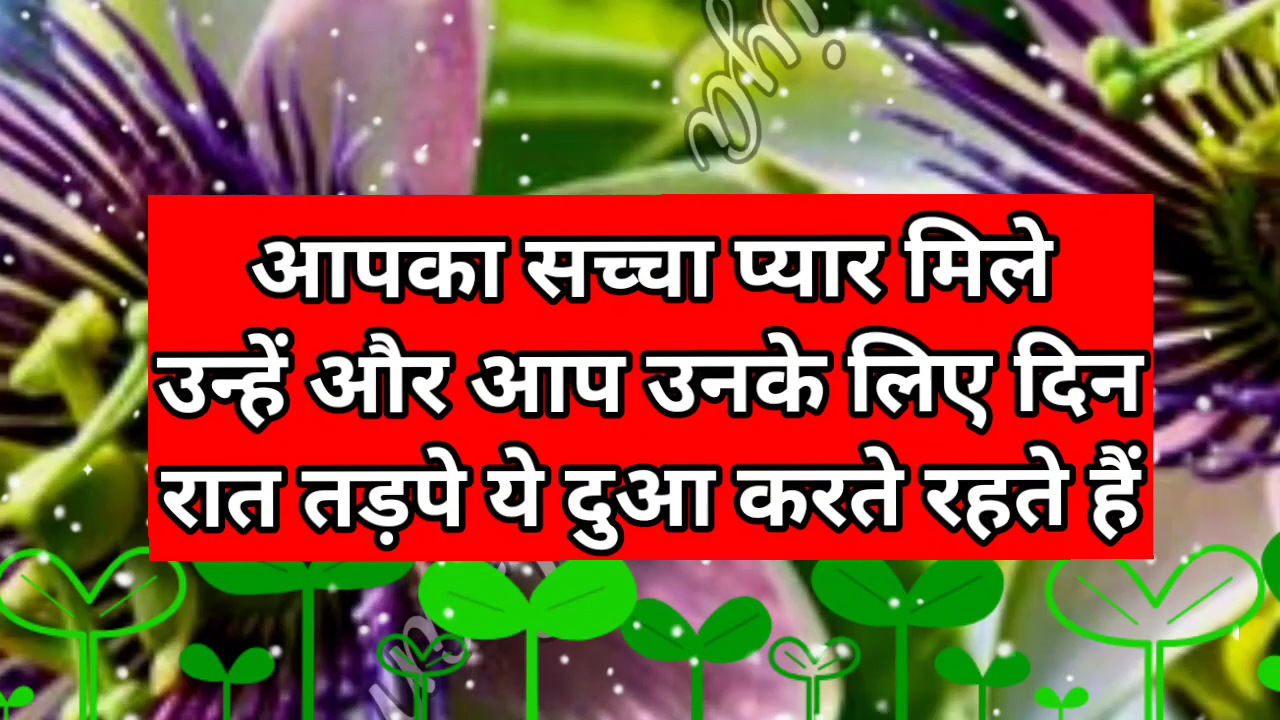 आपका सच्चा प्यार मिले
उन्हें और आप उनके लिए दिन
रात तड़पे ये दुआ करते रहते हैं